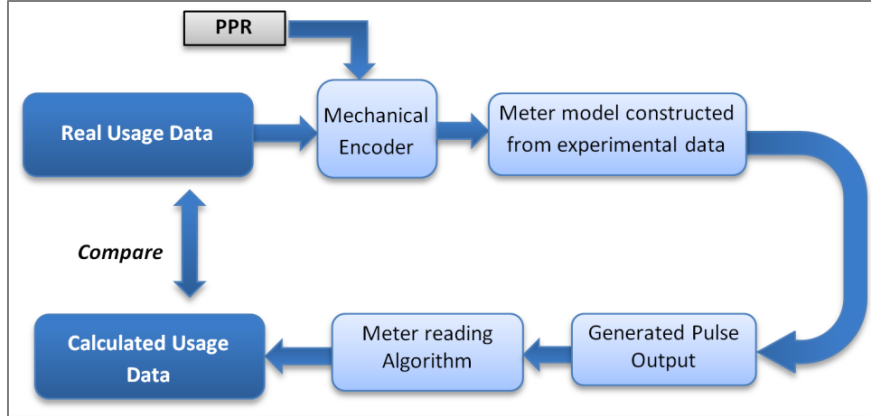 PPR
Real Usage Data
Mechanical
Encoder
Meter model constructed
from experimental data
Compare
Calculated Usage
Data
Meter reading
Algorithm
Generated Pulse
Output